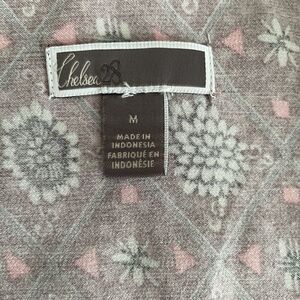 Chelsea28
M
MADE IN
INDONESIA
FABRIQUÉ EN
INDONÉSIE